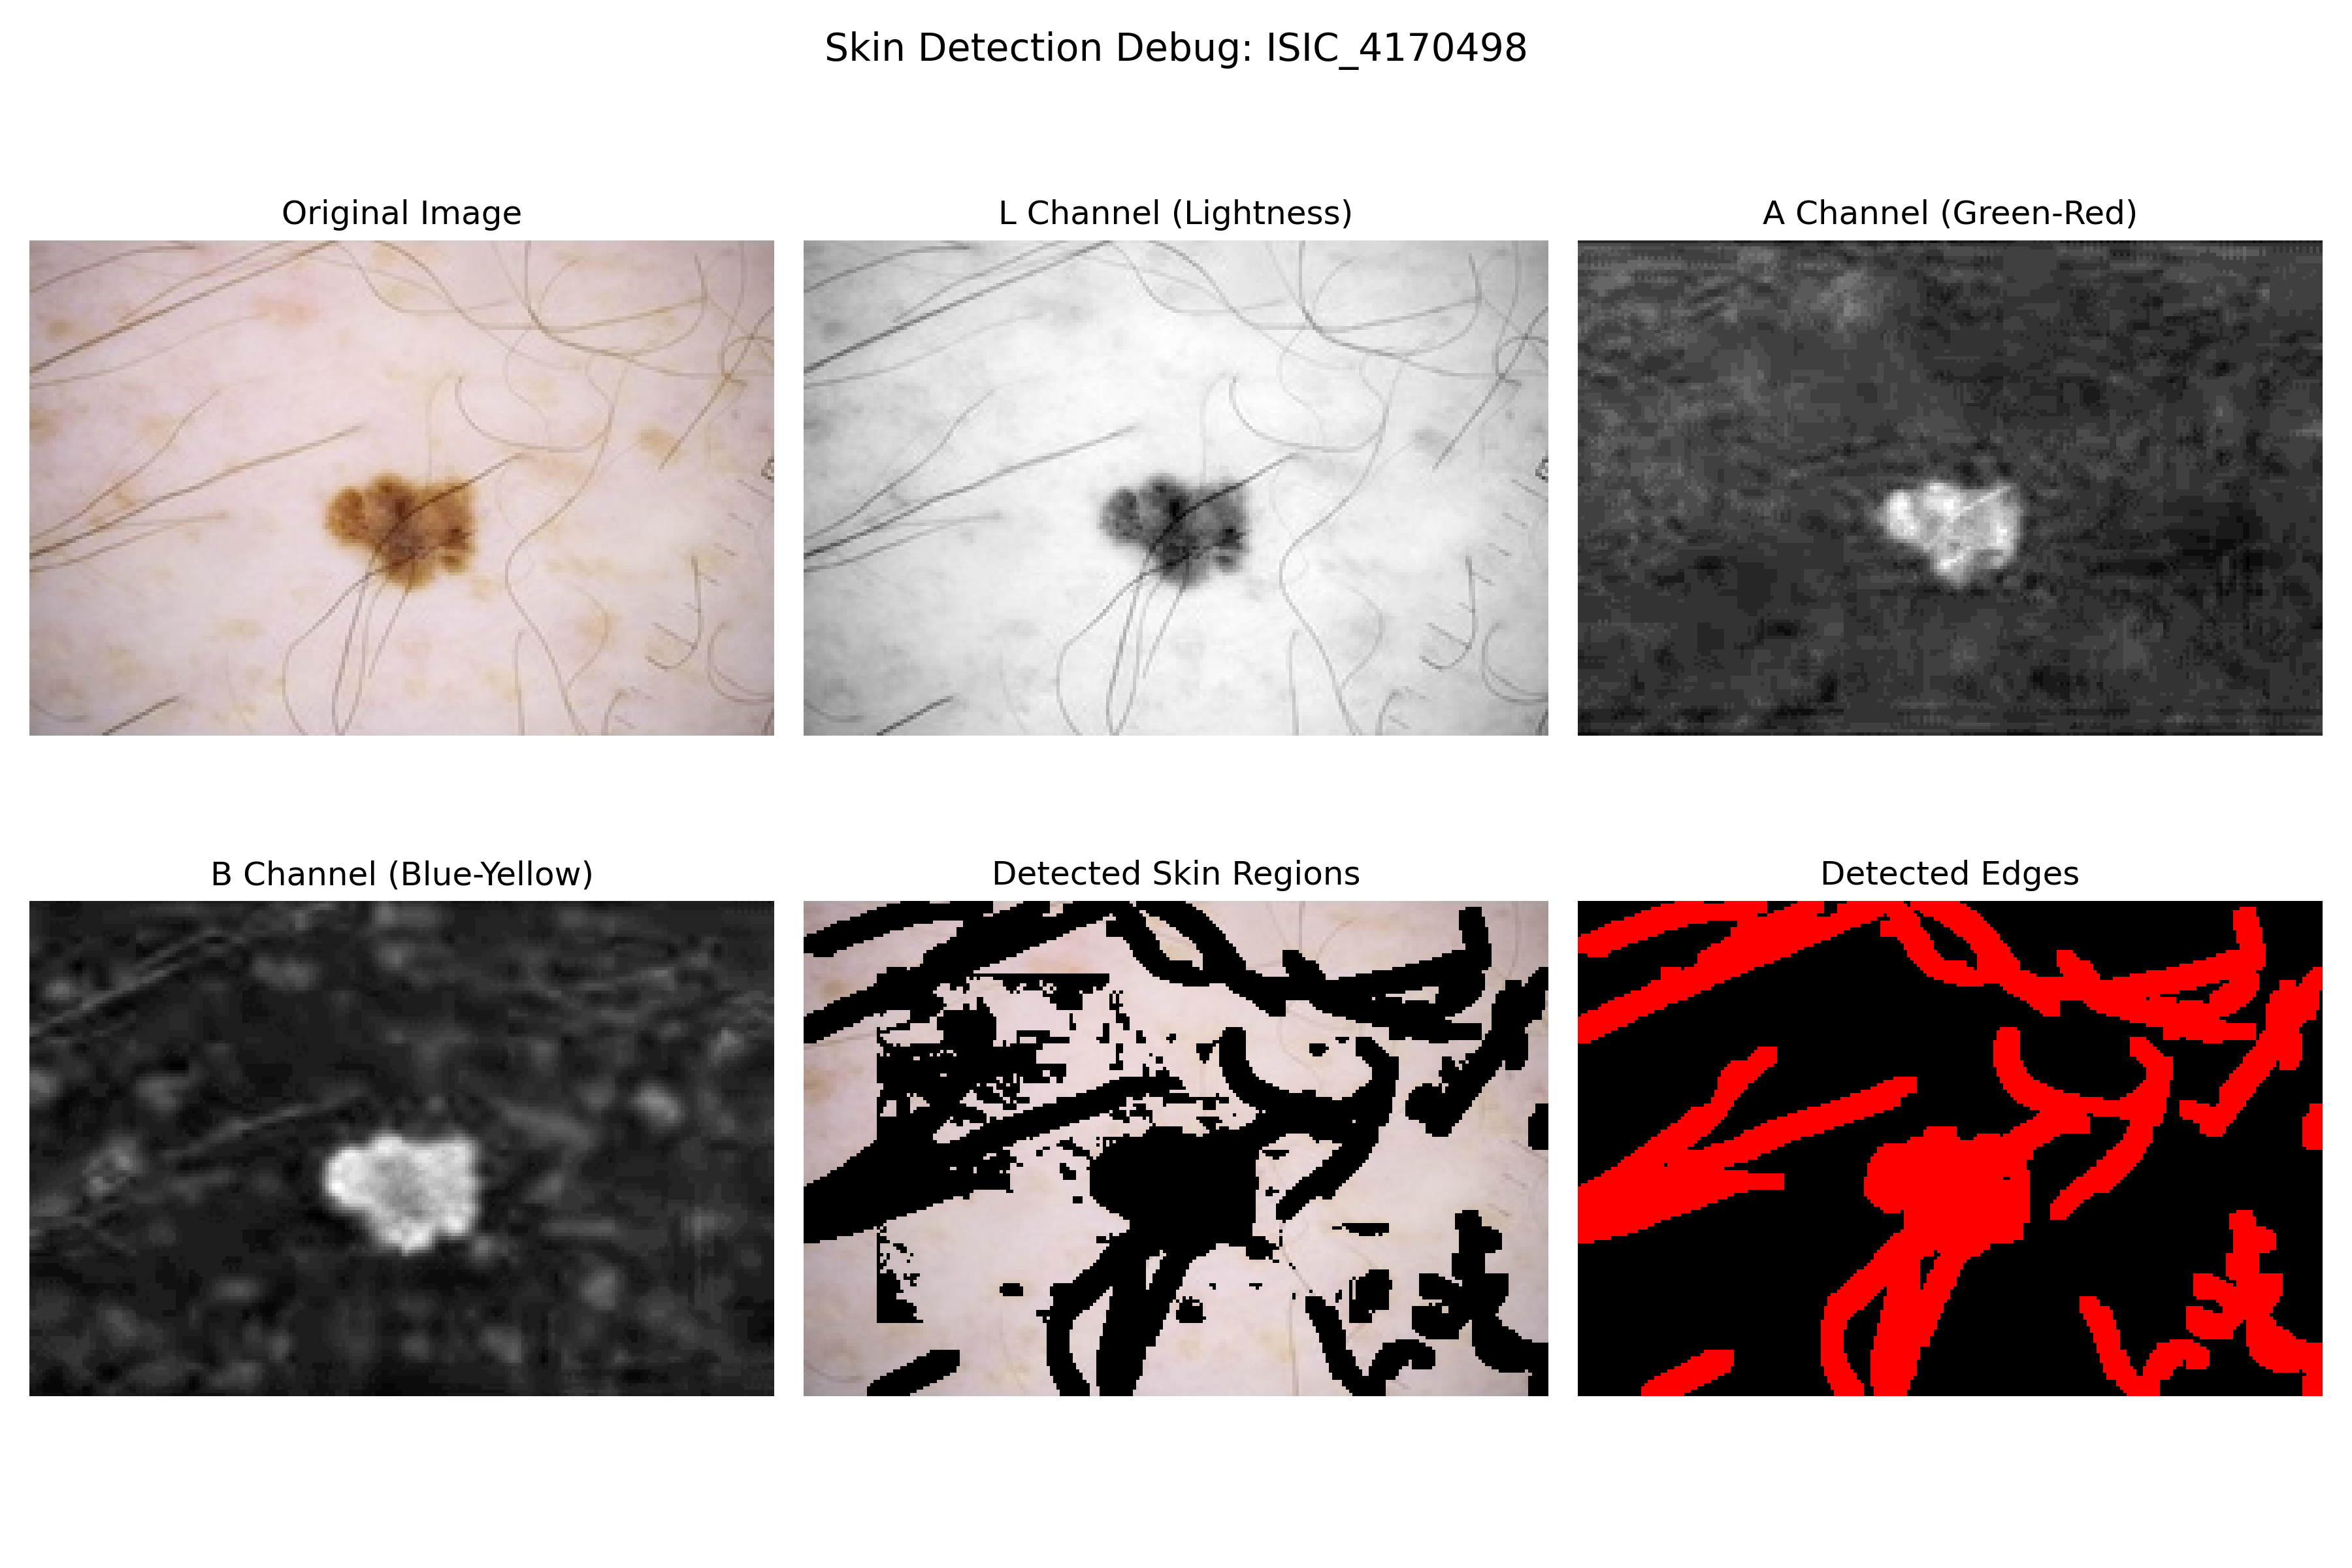 Skin Detection Debug: ISIC_4170498
Original Image
L Channel (Lightness)
A Channel (Green-Red)
B Channel (Blue-Yellow)
Detected Skin Regions
Detected Edges